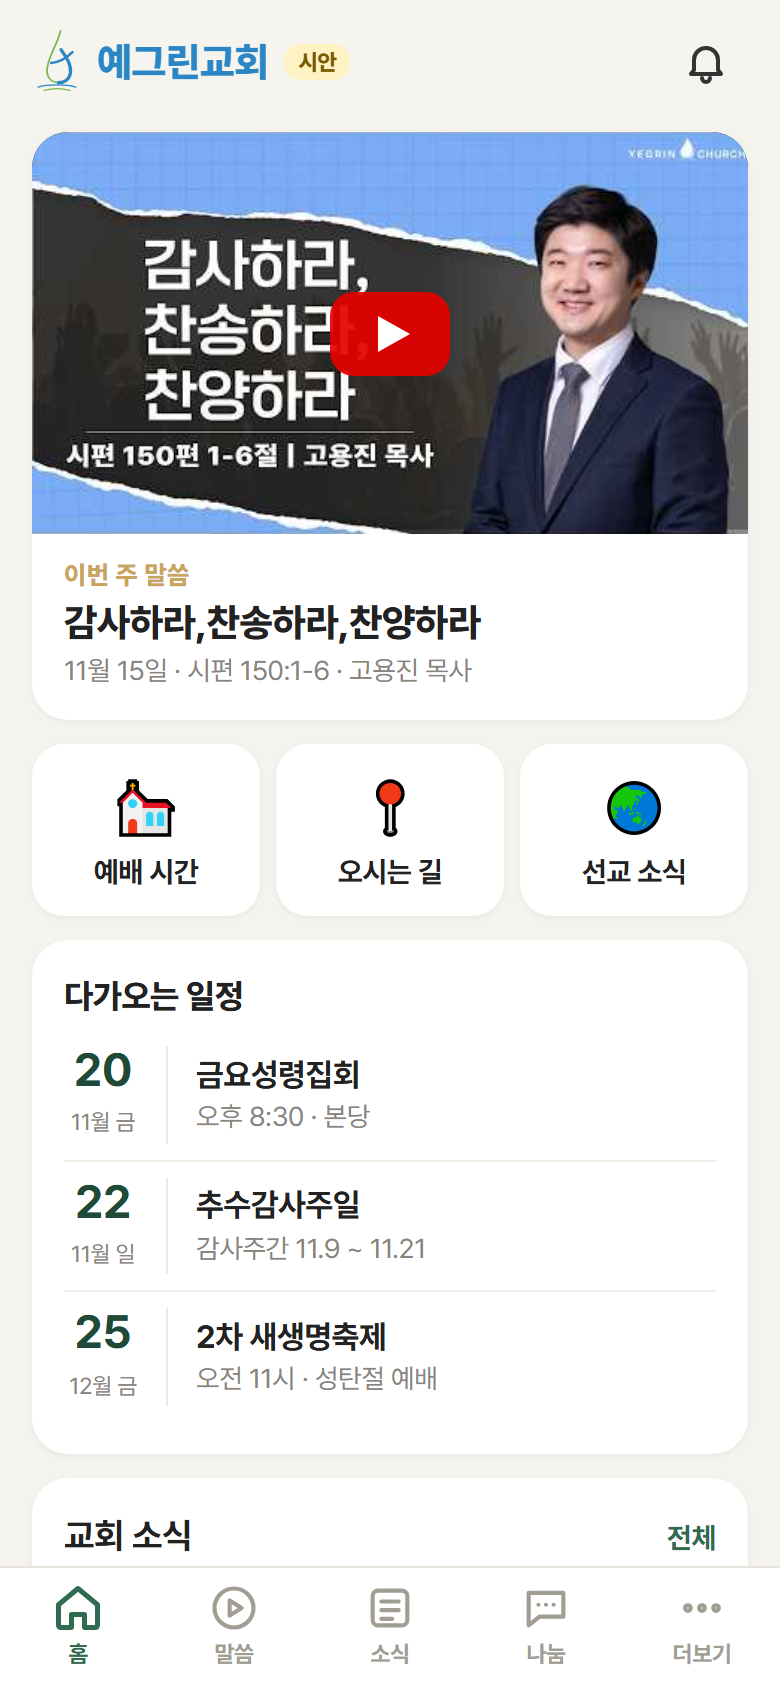 예그린교회 시안
YEGRIN CHURCH
감사하라,
찬송하라,
찬양하라
시편 150편 1-6절 | 고용진 목사
이번 주 말씀
감사하라,찬송하라,찬양하라
11월 15일 · 시편 150:1-6 · 고용진 목사
예배 시간
오시는 길
선교 소식
다가오는 일정
20
11월 금
금요성령집회
오후 8:30 · 본당
22
11월 일
추수감사주일
감사주간 11.9 ~ 11.21
25
12월 금
2차 새생명축제
오전 11시 · 성탄절 예배
교회 소식 전체
홈
말씀
소식
나눔
더보기